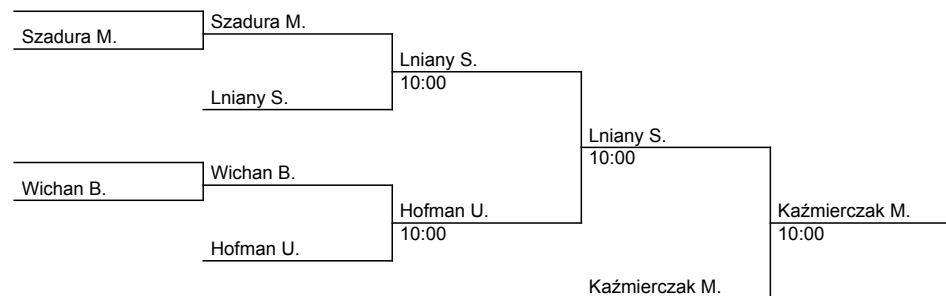 Szadura M.
Szadura M.
Lniany S.
10:00
Lniany S.
Lniany S.
10:00
Wichan B.
Wichan B.
Hofman U.
10:00
Kaźmierczak M.
10:00
Hofman U.
Kaźmierczak M.